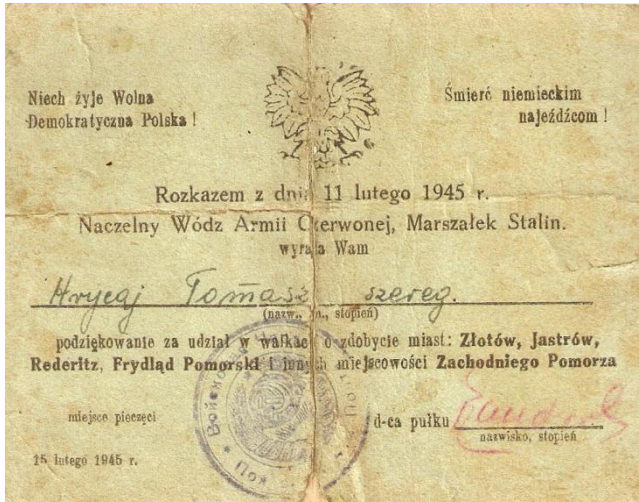 Niech żyje Wolna
Demokratyczna Polska !
Śmierć niemieckim
najeźdźcom !
Rozkazem z dnia 11 lutego 1945 r.
Naczelny Wódz Armii Czerwonej, Marszałek Stalin.
wyraża Wam
Hrycaj Tomasz szereg.
(nazw., im., stopień)
podziękowanie za udział w walkach o zdobycie miast: Złotów, Jastrów,
Rederitz, Frydląd Pomorski i innych miejscowości Zachodniego Pomorza
miejsce pieczęci
d-ca pułku
nazwisko, stopień
15 lutego 1945 r.